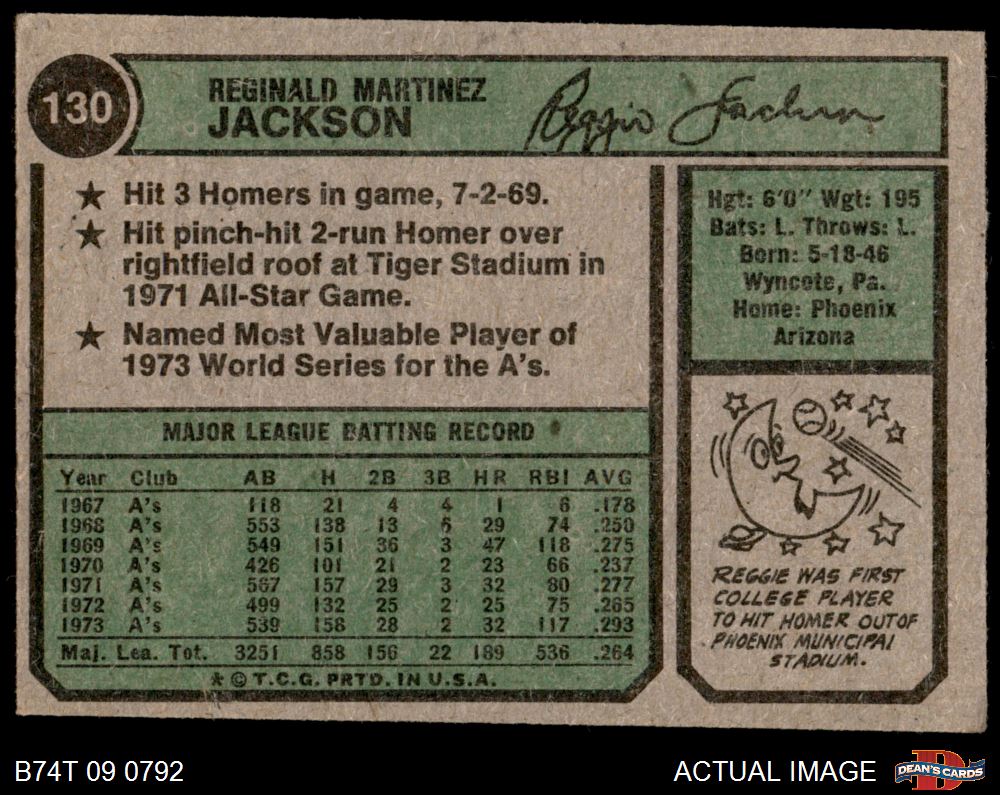 130
REGINALD MARTINEZ
JACKSON
Reggie Jackson
★ Hit 3 Homers in game, 7-2-69.
★ Hit pinch-hit 2-run Homer over
rightfield roof at Tiger Stadium in
1971 All-Star Game.
★ Named Most Valuable Player of
1973 World Series for the A's.
Hgt: 6'0" Wgt: 195
Bats: L. Throws: L.
Born: 5-18-46
Wyncote, Pa.
Home: Phoenix
Arizona
MAJOR LEAGUE BATTING RECORD
Year Club AB H 2B 3B HR RBI AVG
1967 A's 118 21 4 4 1 6 .178
1968 A's 553 138 13 6 29 74 .250
1969 A's 549 151 36 3 47 118 .275
1970 A's 426 101 21 2 23 66 .237
1971 A's 567 157 29 3 32 80 .277
1972 A's 499 132 25 2 25 75 .265
1973 A's 539 158 28 2 32 117 .293
Maj. Lea. Tot. 3251 858 156 22 189 536 .264
★ © T.C.G. PRTD. IN U.S.A.
REGGIE WAS FIRST
COLLEGE PLAYER
TO HIT HOMER OUT OF
PHOENIX MUNICIPAL
STADIUM.
B74T 09 0792
ACTUAL IMAGE
DEAN'S CARDS